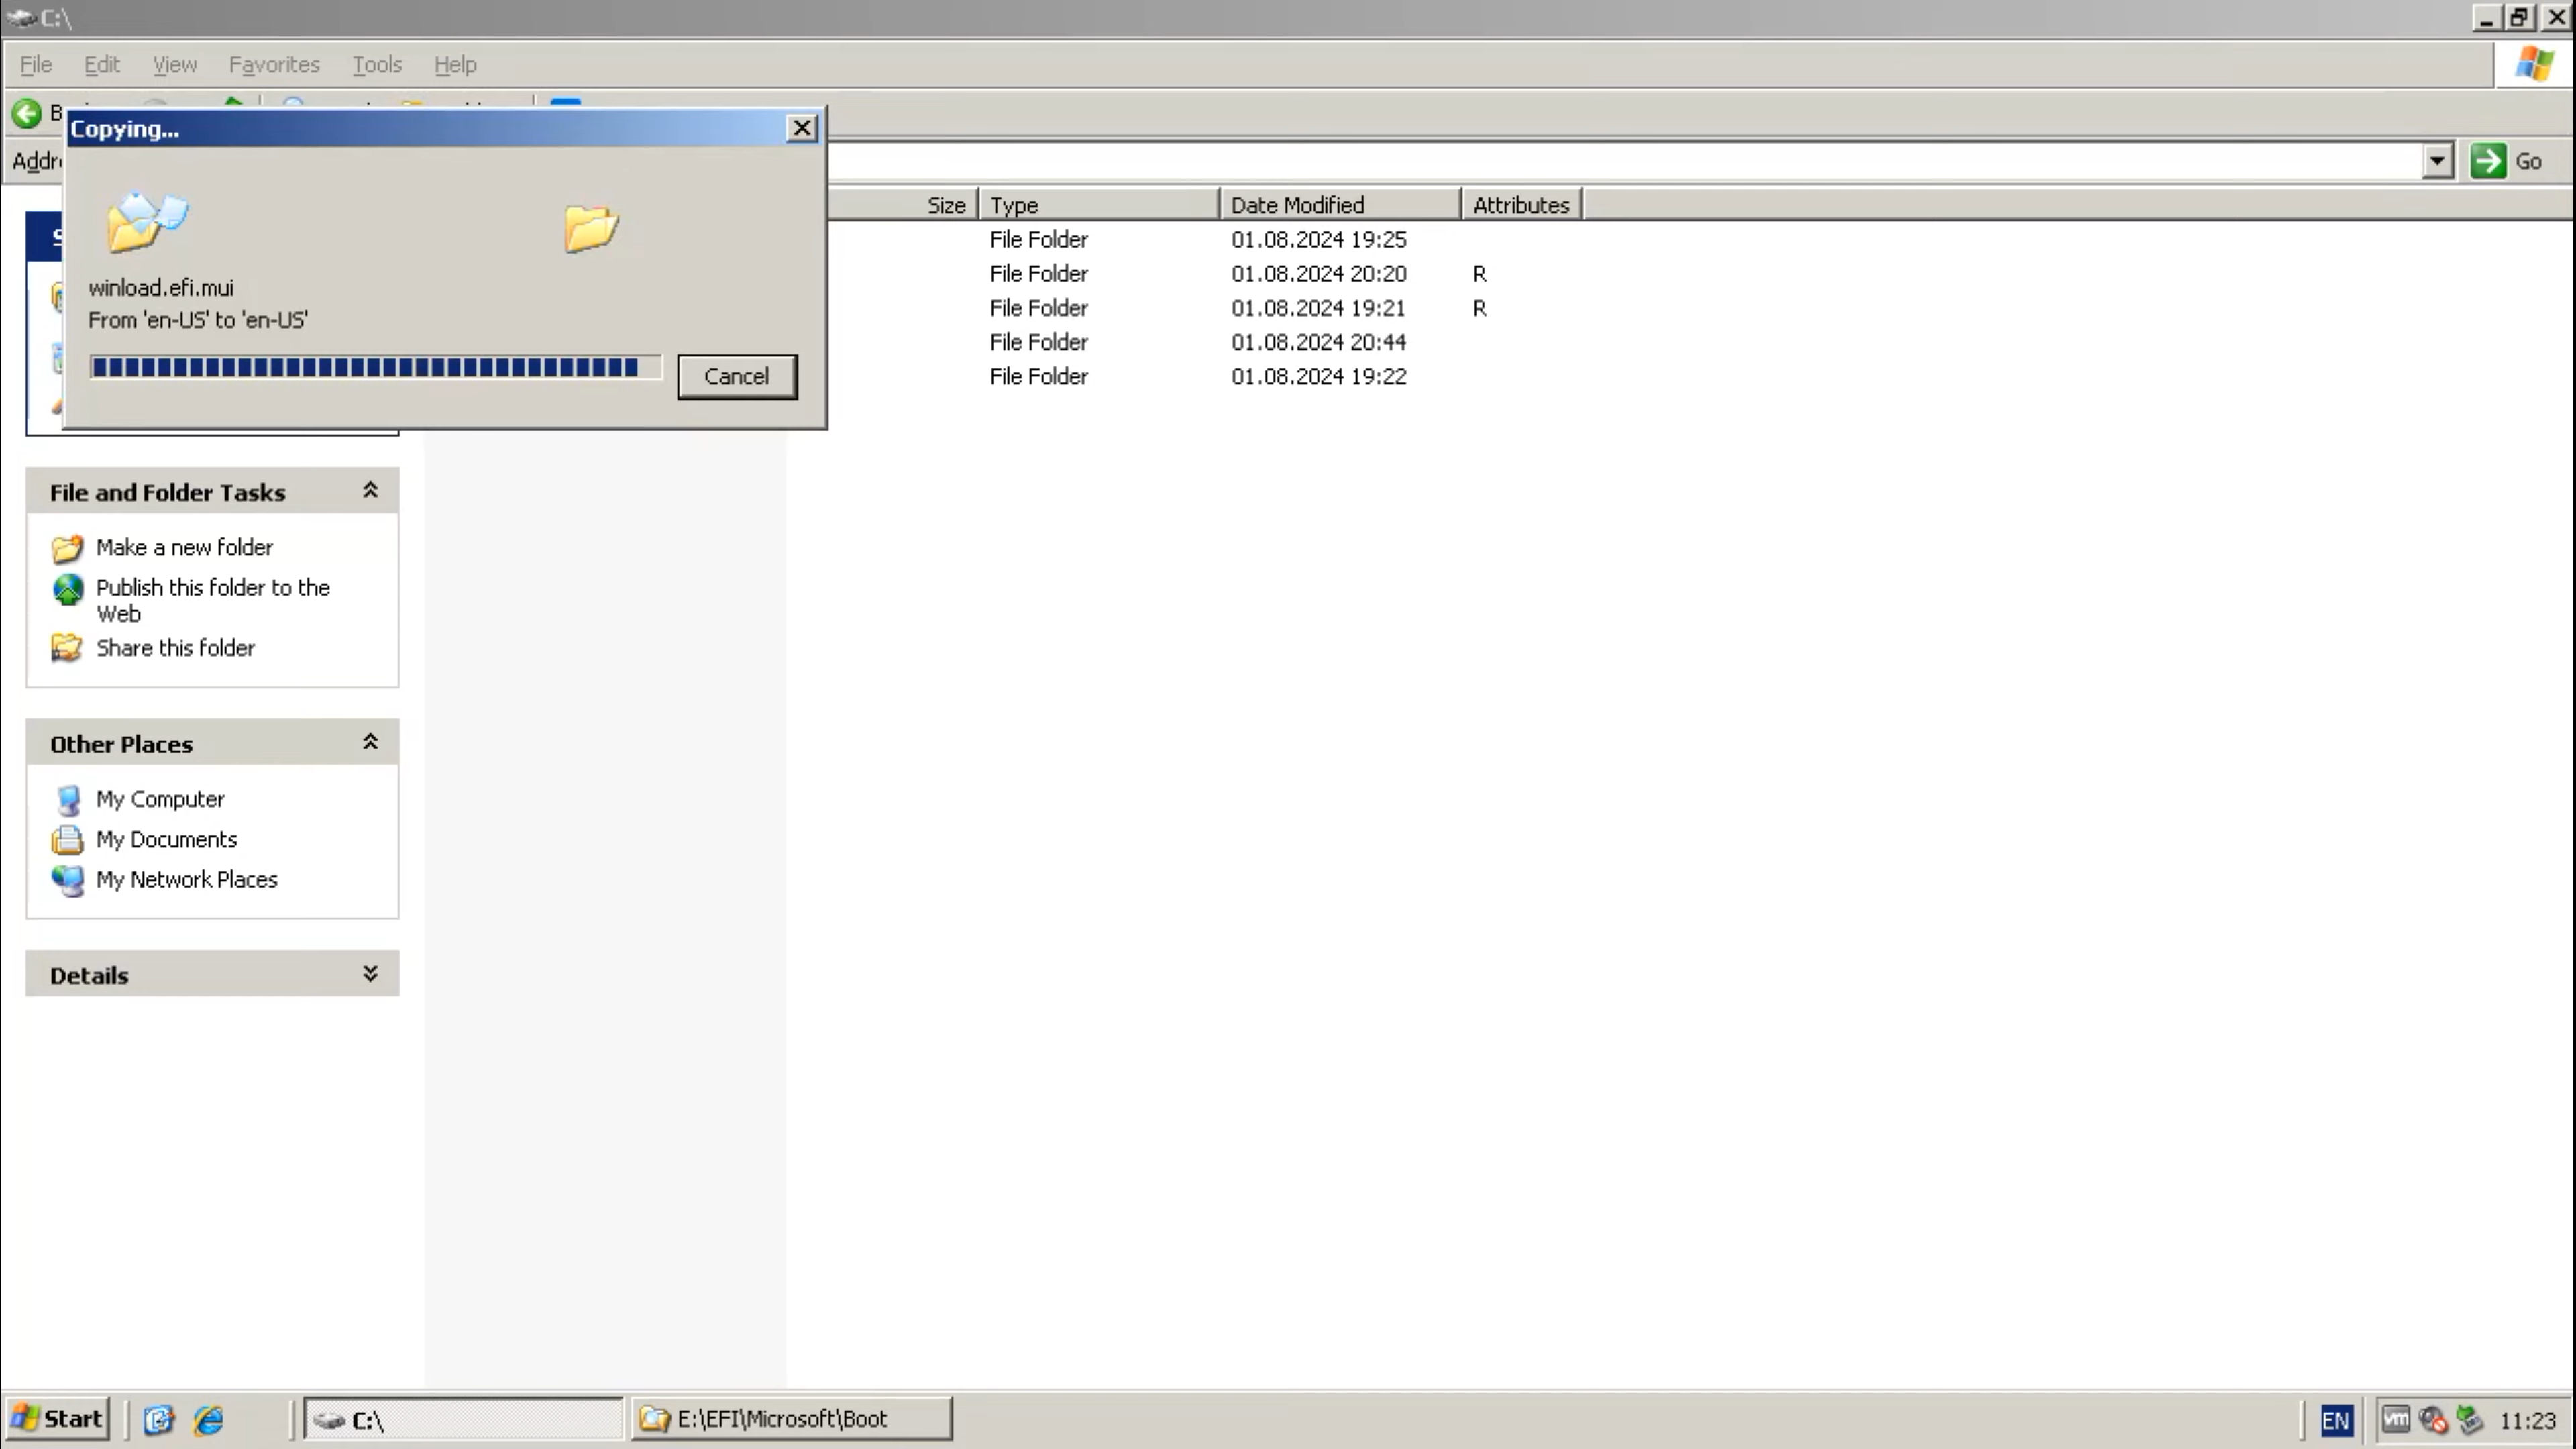 C:\
File Edit View Favorites Tools Help
Copying...
Go
Size Type Date Modified Attributes
winload.efi.mui
From 'en-US' to 'en-US'
Cancel
File Folder 01.08.2024 19:25
File Folder 01.08.2024 20:20 R
File Folder 01.08.2024 19:21 R
File Folder 01.08.2024 20:44
File Folder 01.08.2024 19:22
File and Folder Tasks
Make a new folder
Publish this folder to the
Web
Share this folder
Other Places
My Computer
My Documents
My Network Places
Details
Start C:\ E:\EFI\Microsoft\Boot EN vm 11:23